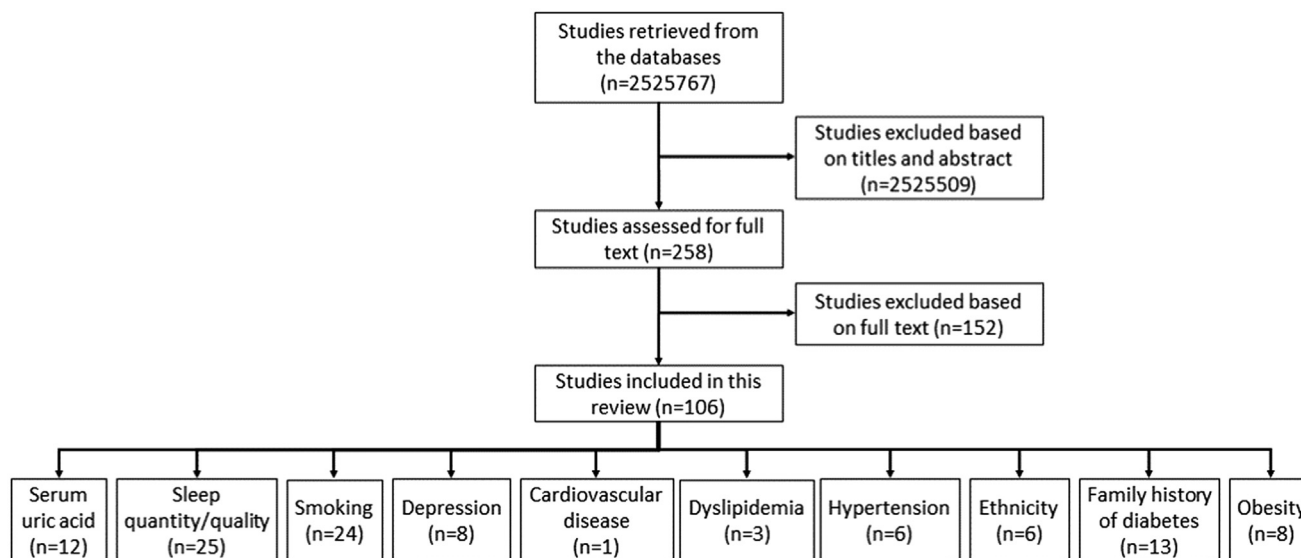 Studies retrieved from
the databases
(n=2525767)
Studies excluded based
on titles and abstract
(n=2525509)
Studies assessed for full
text (n=258)
Studies excluded based
on full text (n=152)
Studies included in this
review (n=106)
Serum
uric acid
(n=12)
Sleep
quantity/quality
(n=25)
Smoking
(n=24)
Depression
(n=8)
Cardiovascular
disease
(n=1)
Dyslipidemia
(n=3)
Hypertension
(n=6)
Ethnicity
(n=6)
Family history
of diabetes
(n=13)
Obesity
(n=8)